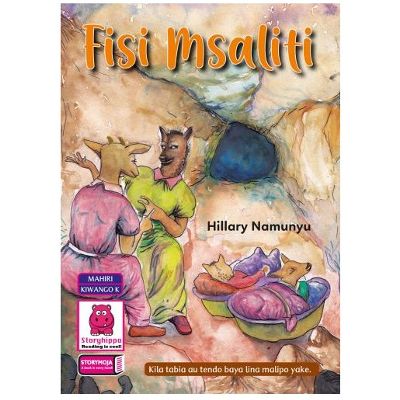 Fisi Msaliti
Hillary Namunyu
MAHIRI
KIWANGO K
Storyhippo
Reading is cool!
STORYMOJA
Kila tabia au tendo baya lina malipo yake.